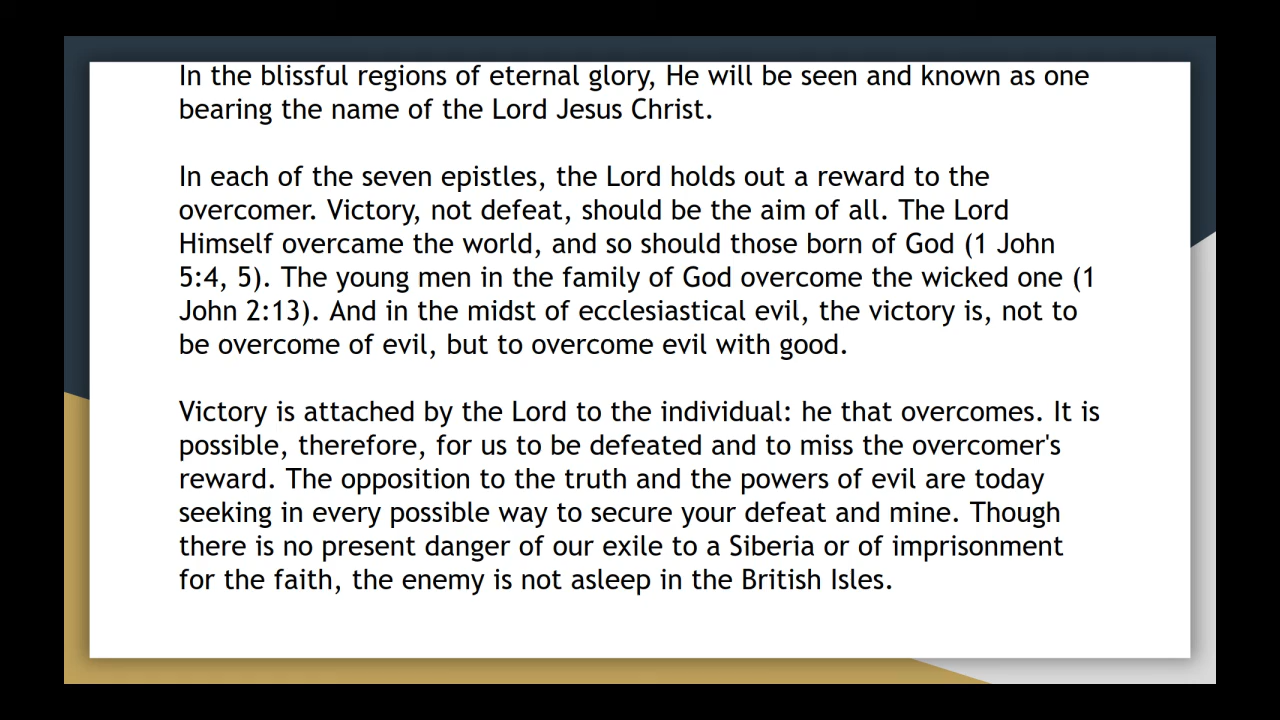 In the blissful regions of eternal glory, He will be seen and known as one
bearing the name of the Lord Jesus Christ.
In each of the seven epistles, the Lord holds out a reward to the
overcomer. Victory, not defeat, should be the aim of all. The Lord
Himself overcame the world, and so should those born of God (1 John
5:4, 5). The young men in the family of God overcome the wicked one (1
John 2:13). And in the midst of ecclesiastical evil, the victory is, not to
be overcome of evil, but to overcome evil with good.
Victory is attached by the Lord to the individual: he that overcomes. It is
possible, therefore, for us to be defeated and to miss the overcomer's
reward. The opposition to the truth and the powers of evil are today
seeking in every possible way to secure your defeat and mine. Though
there is no present danger of our exile to a Siberia or of imprisonment
for the faith, the enemy is not asleep in the British Isles.